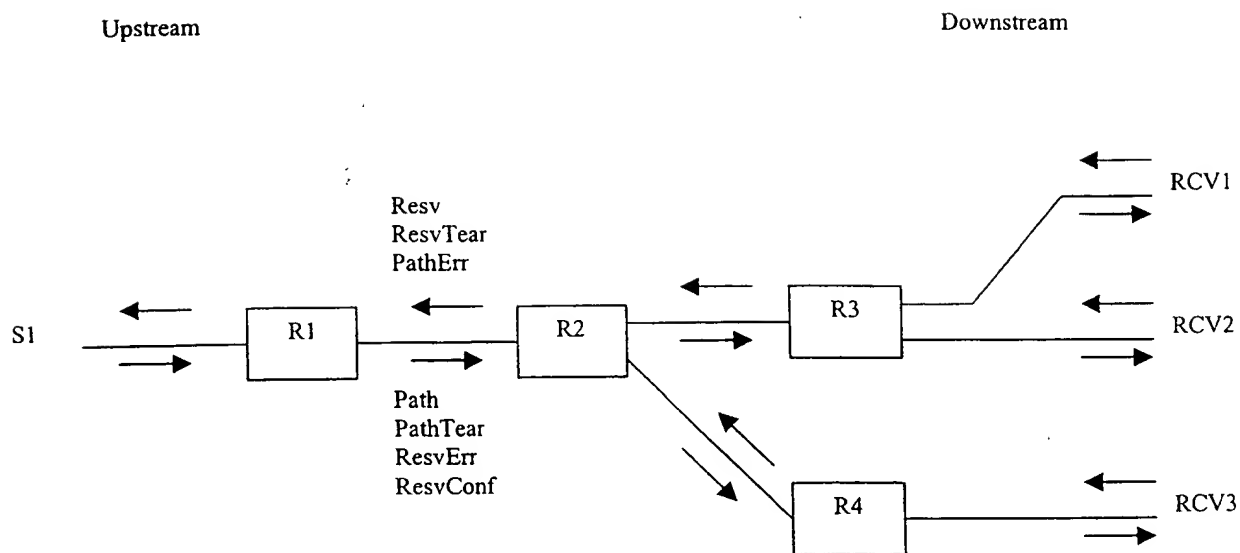 Upstream
Downstream
RCV1
Resv
ResvTear
PathErr
S1
R1
R2
R3
RCV2
Path
PathTear
ResvErr
ResvConf
R4
RCV3